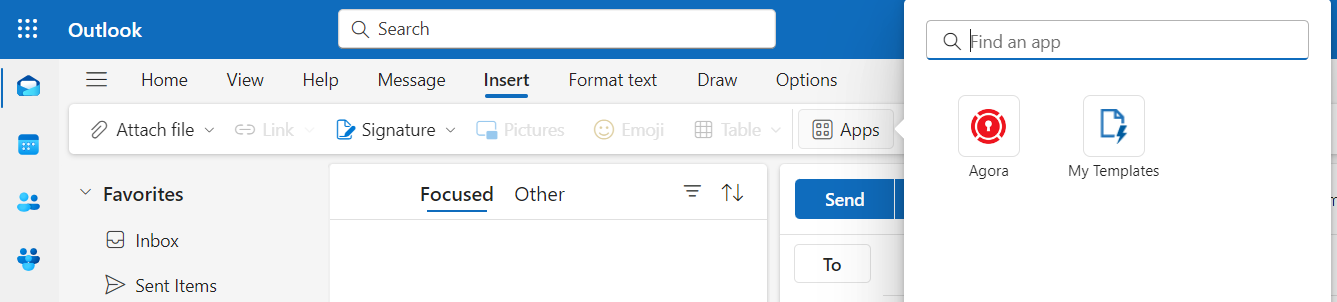 Outlook
Search
Find an app
Home View Help Message Insert Format text Draw Options
Attach file Link Signature Pictures Emoji Table Apps
Agora My Templates
Favorites
Focused Other
Send
Inbox
To
Sent Items